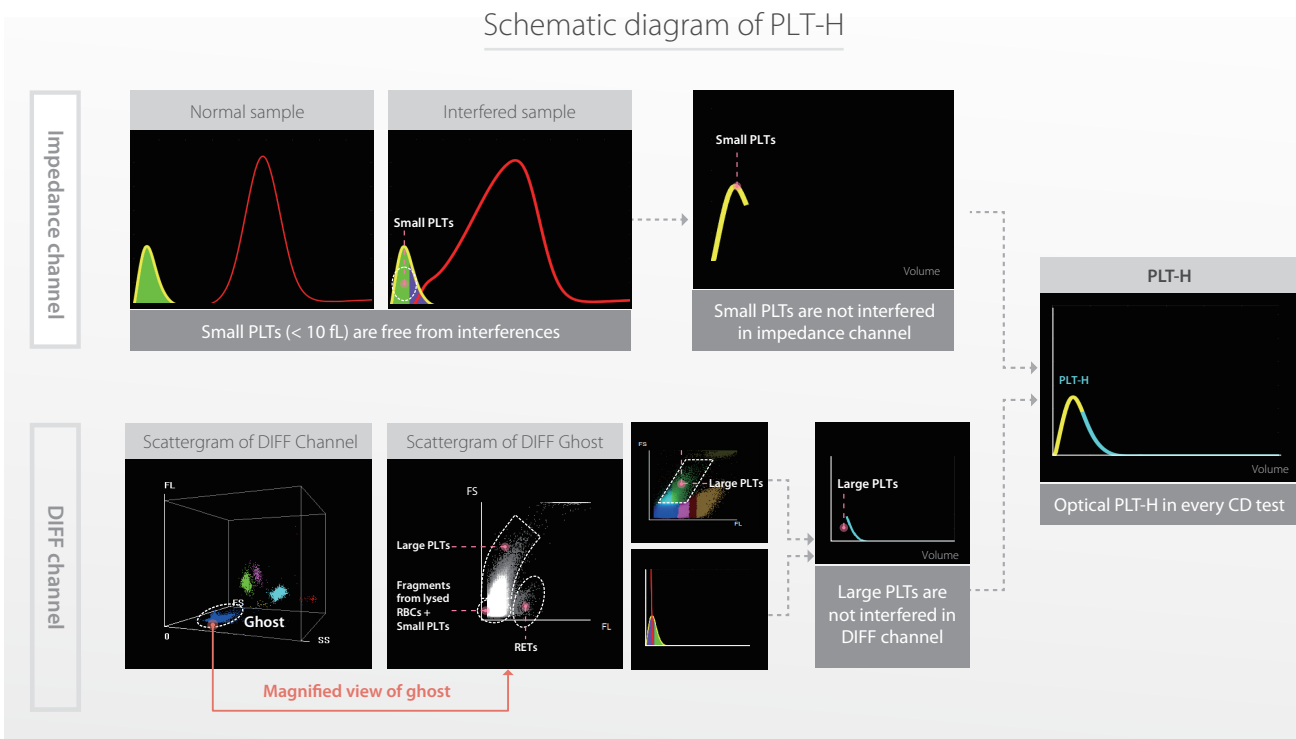 Schematic diagram of PLT-H
Impedance channel
Normal sample
Interfered sample
Small PLTs
Small PLTs (< 10 fL) are free from interferences
Small PLTs
Volume
Small PLTs are not interfered
in impedance channel
PLT-H
PLT-H
Volume
Optical PLT-H in every CD test
DIFF channel
Scattergram of DIFF Channel
FL
FS
Ghost
0
SS
Scattergram of DIFF Ghost
FS
Large PLTs
Fragments
from lysed
RBCs +
Small PLTs
FL
RETs
Magnified view of ghost
FS
Large PLTs
FL
Large PLTs
Volume
Large PLTs are
not interfered in
DIFF channel